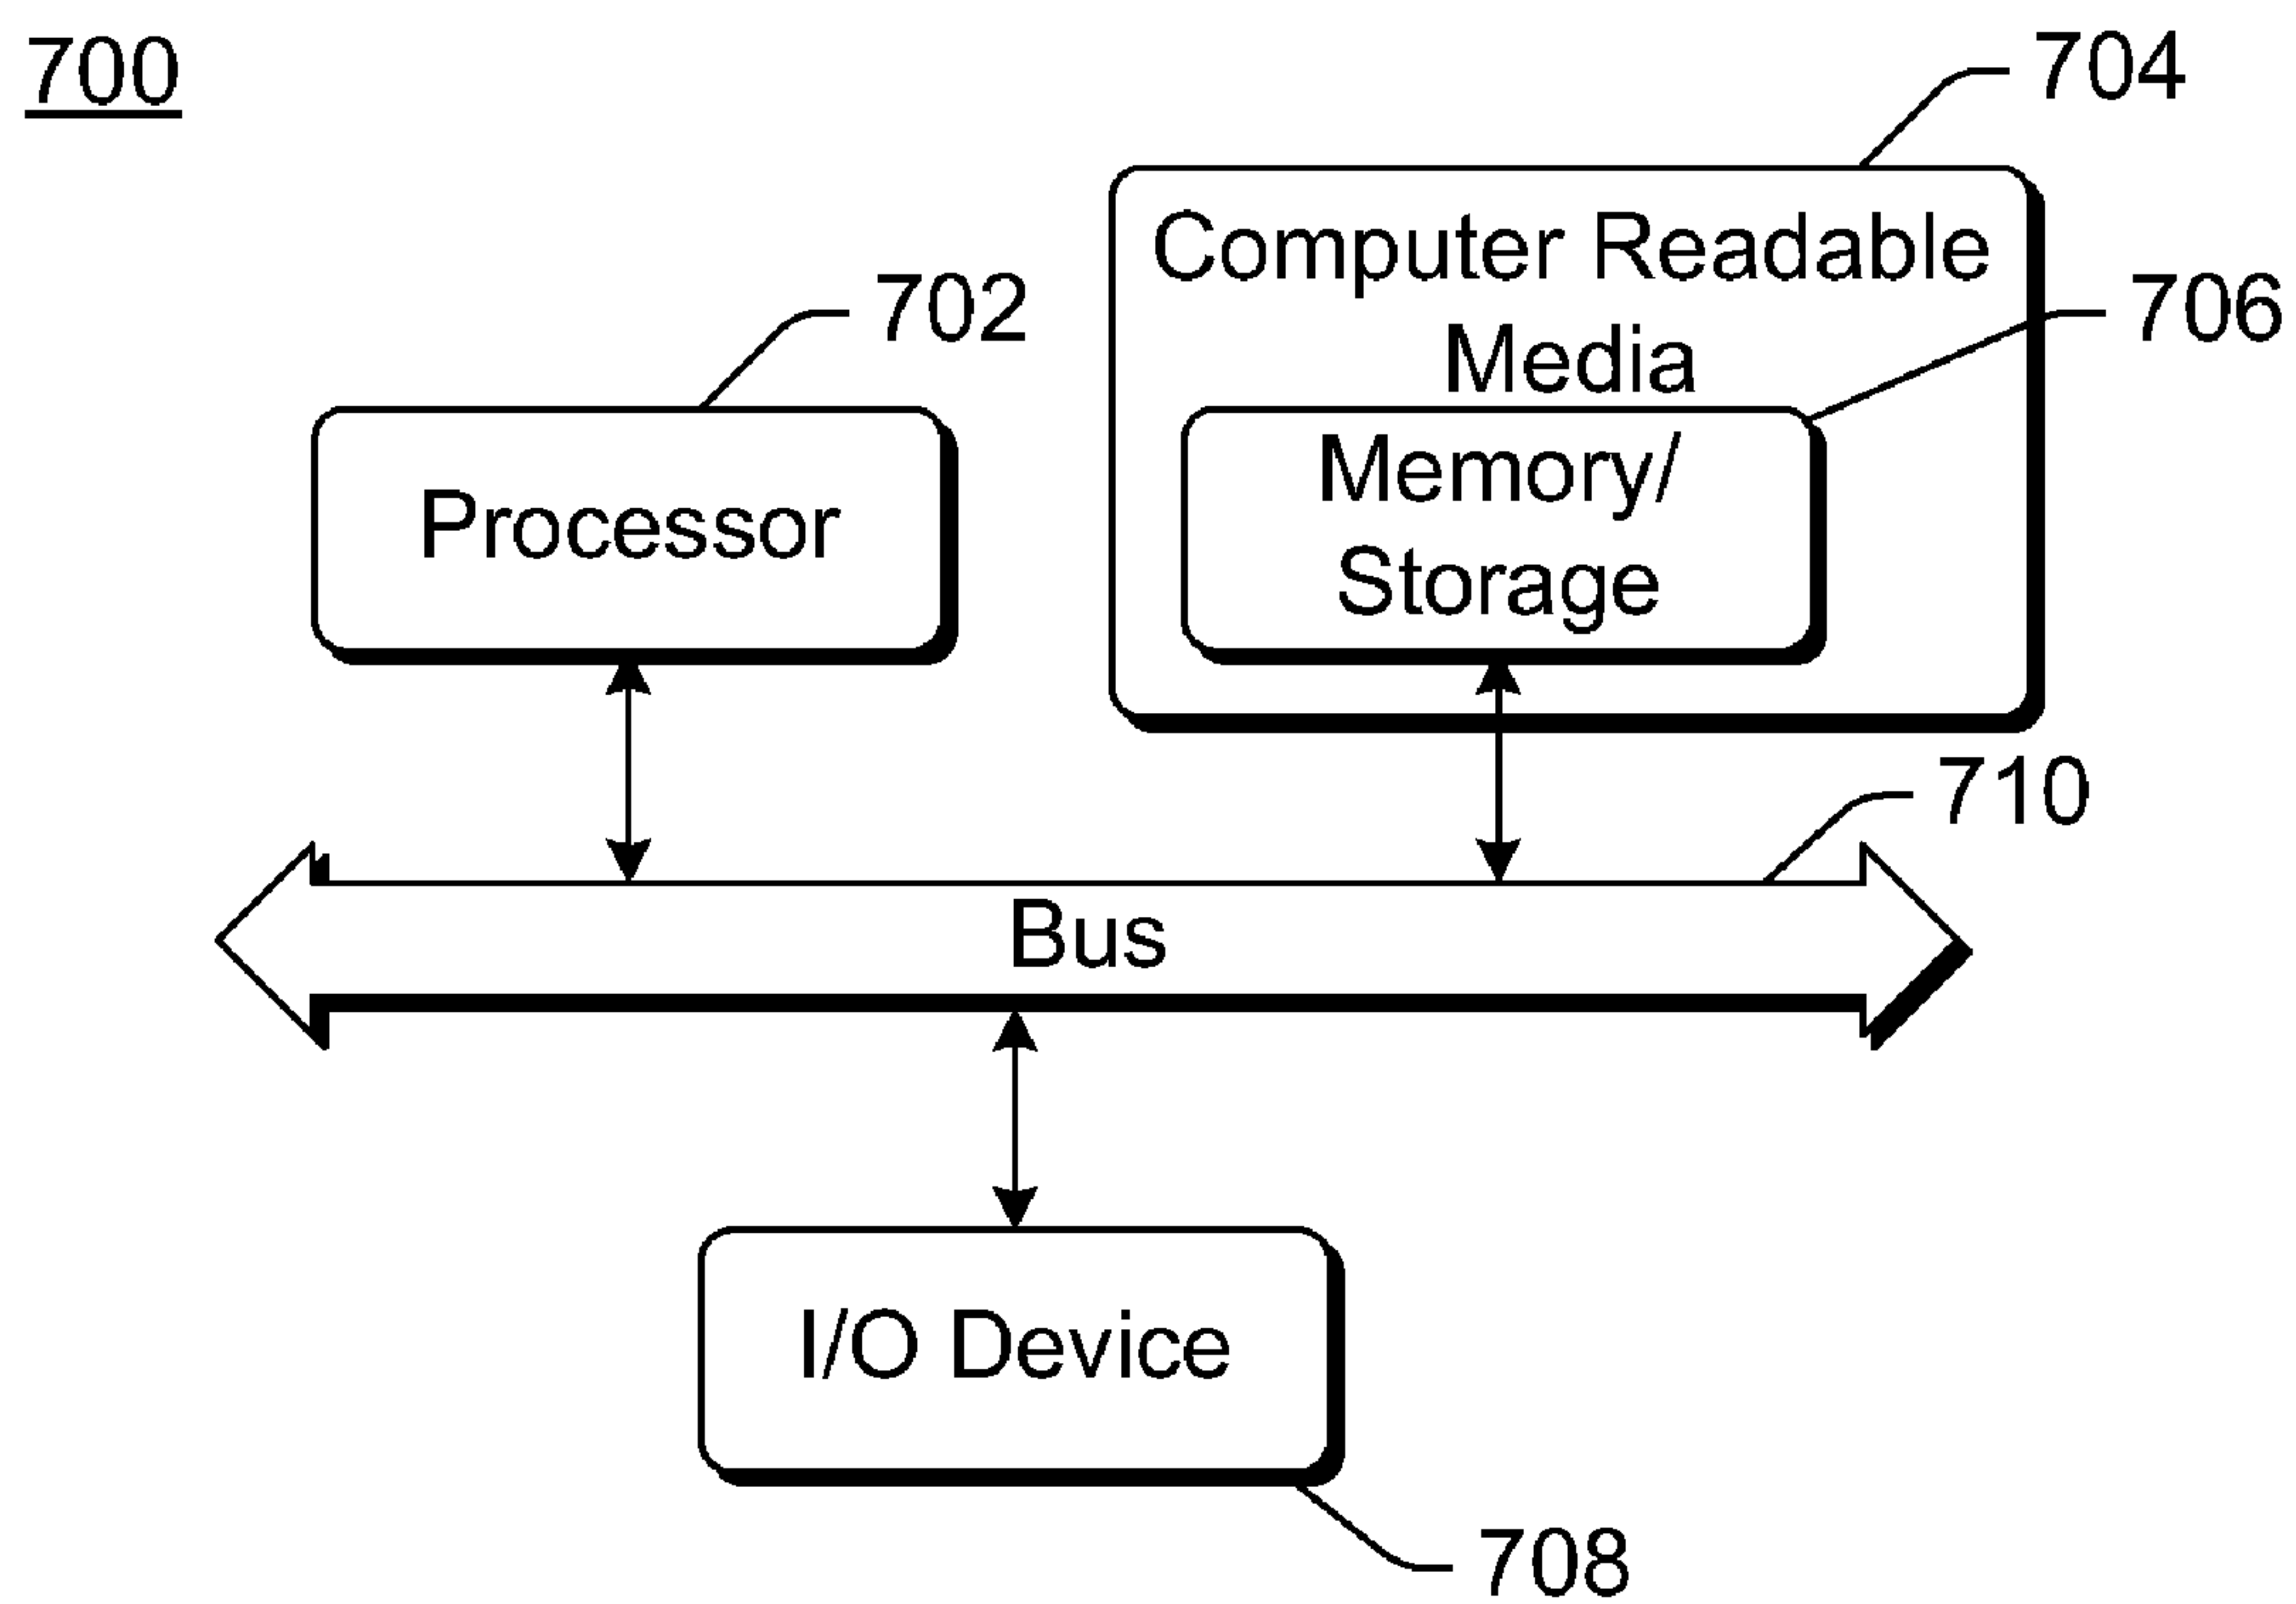 700
704
Computer Readable
Media
702
706
Processor
Memory/
Storage
710
Bus
I/O Device
708